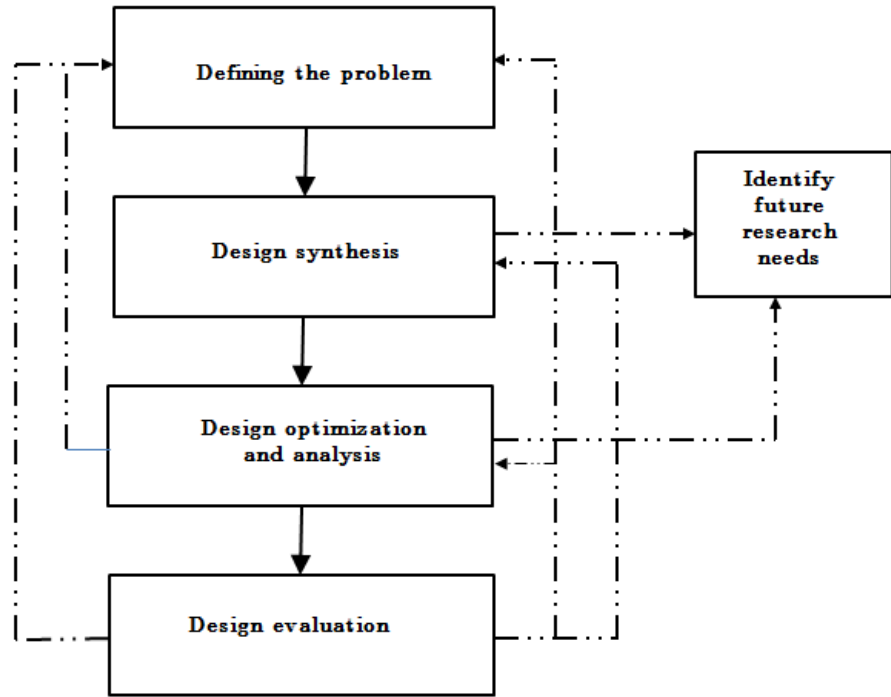 Defining the problem
Identify
future
research
needs
Design synthesis
Design optimization
and analysis
Design evaluation